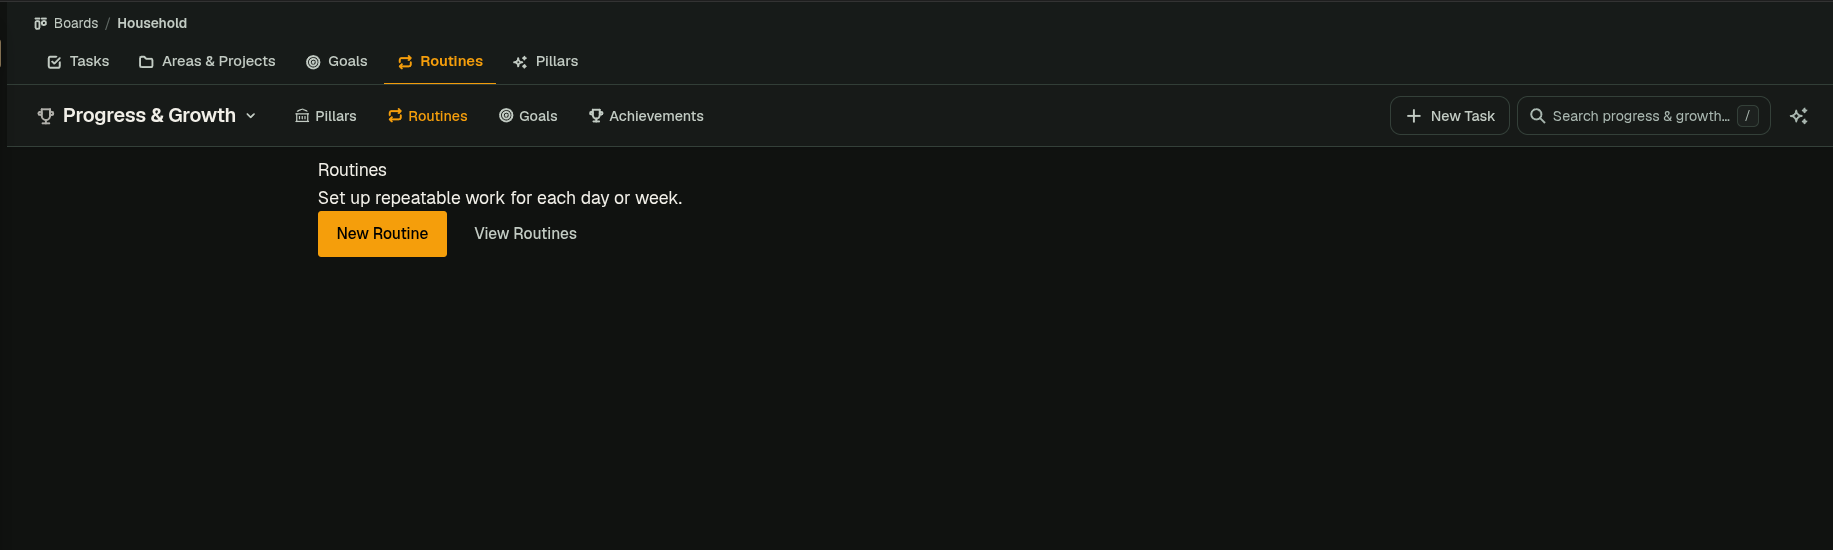 Boards / Household
Tasks Areas & Projects Goals Routines Pillars
Progress & Growth Pillars Routines Goals Achievements New Task Search progress & growth... /
Routines
Set up repeatable work for each day or week.
New Routine View Routines